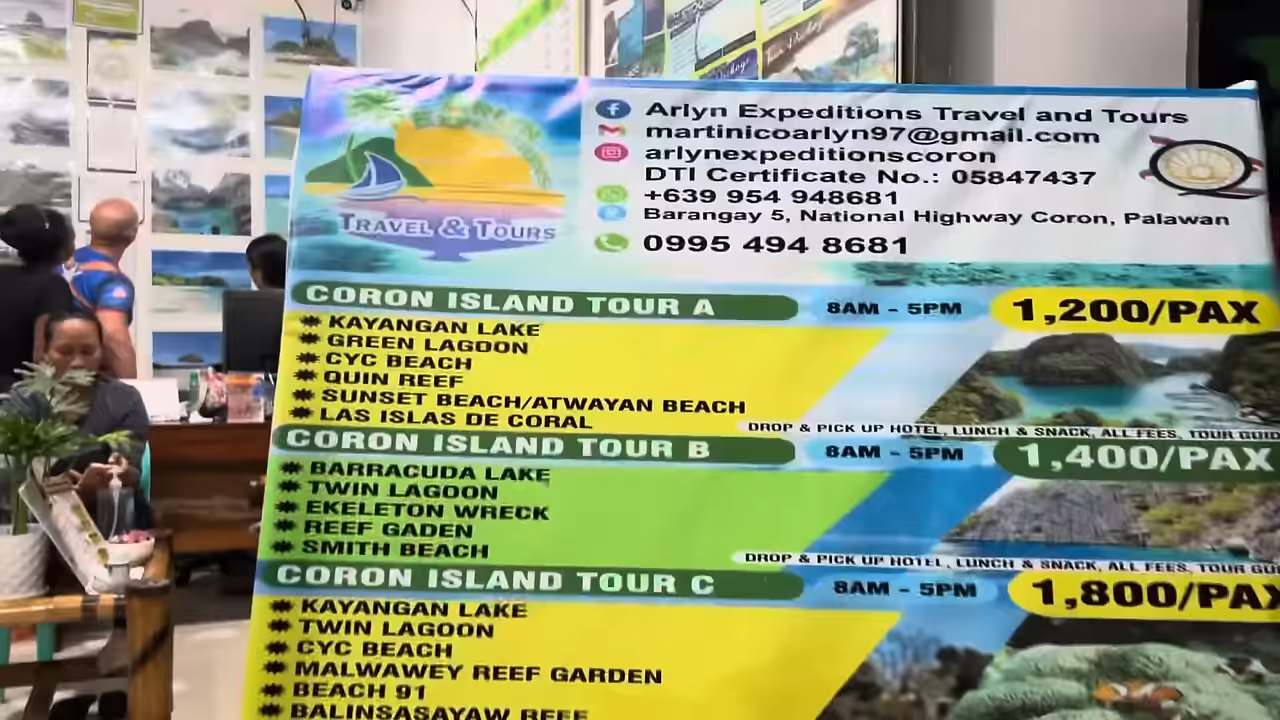 Arlyn Expeditions Travel and Tours
martinicoarlyn97@gmail.com
arlynexpeditionscoron
DTI Certificate No.: 05847437
+639 954 948681
Barangay 5, National Highway Coron, Palawan
0995 494 8681
TRAVEL & TOURS
CORON ISLAND TOUR A 8AM - 5PM 1,200/PAX
KAYANGAN LAKE
GREEN LAGOON
CYC BEACH
QUIN REEF
SUNSET BEACH/ATWAYAN BEACH
LAS ISLAS DE CORAL
DROP & PICK UP HOTEL, LUNCH & SNACK, ALL FEES, TOUR GUID
CORON ISLAND TOUR B 8AM - 5PM 1,400/PAX
BARRACUDA LAKE
TWIN LAGOON
EKELETON WRECK
REEF GADEN
SMITH BEACH
DROP & PICK UP HOTEL, LUNCH & SNACK, ALL FEES, TOUR GUI
CORON ISLAND TOUR C 8AM - 5PM 1,800/PAX
KAYANGAN LAKE
TWIN LAGOON
CYC BEACH
MALWAWEY REEF GARDEN
BEACH 91
BALINSASAYAW REEF